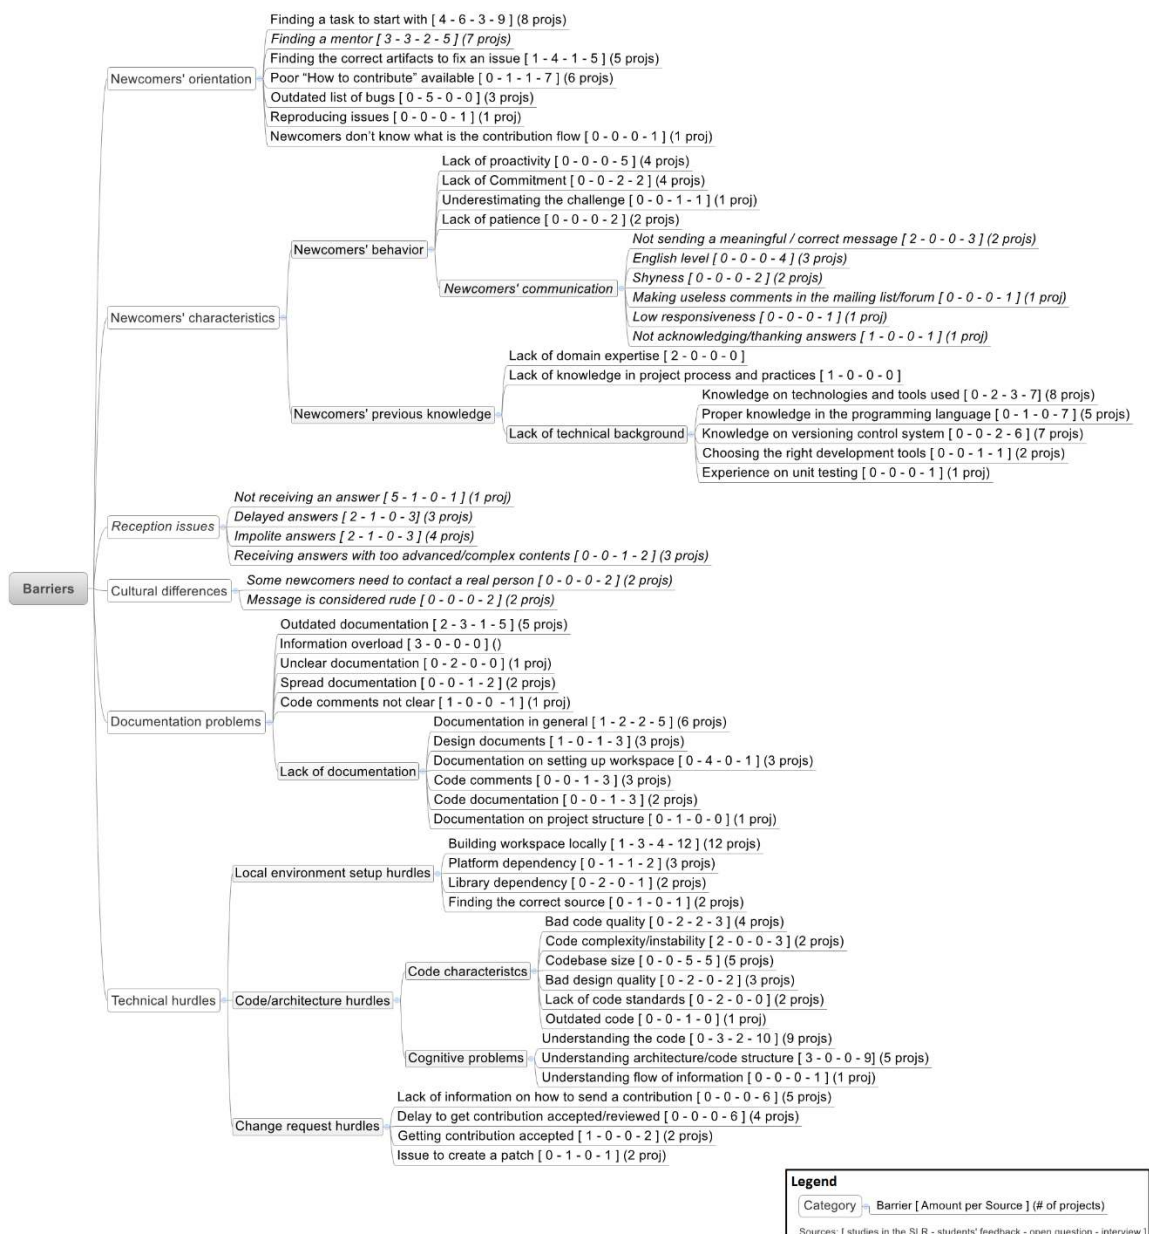 Finding a task to start with [ 4 - 6 - 3 - 9 ] (8 projs)
Finding a mentor [ 3 - 3 - 2 - 5 ] (7 projs)
Finding the correct artifacts to fix an issue [ 1 - 4 - 1 - 5 ] (5 projs)
Newcomers' orientation
Poor “How to contribute” available [ 0 - 1 - 1 - 7 ] (6 projs)
Outdated list of bugs [ 0 - 5 - 0 - 0 ] (3 projs)
Reproducing issues [ 0 - 0 - 0 - 1 ] (1 proj)
Newcomers don’t know what is the contribution flow [ 0 - 0 - 0 - 1 ] (1 proj)
Lack of proactivity [ 0 - 0 - 0 - 5 ] (4 projs)
Lack of Commitment [ 0 - 0 - 2 - 2 ] (4 projs)
Underestimating the challenge [ 0 - 0 - 1 - 1 ] (1 proj)
Lack of patience [ 0 - 0 - 0 - 2 ] (2 projs)
Newcomers' behavior
Not sending a meaningful / correct message [ 2 - 0 - 0 - 3 ] (2 projs)
English level [ 0 - 0 - 0 - 4 ] (3 projs)
Shyness [ 0 - 0 - 0 - 2 ] (2 projs)
Newcomers' communication
Making useless comments in the mailing list/forum [ 0 - 0 - 0 - 1 ] (1 proj)
Low responsiveness [ 0 - 0 - 0 - 1 ] (1 proj)
Not acknowledging/thanking answers [ 1 - 0 - 0 - 1 ] (1 proj)
Newcomers' characteristics
Lack of domain expertise [ 2 - 0 - 0 - 0 ]
Lack of knowledge in project process and practices [ 1 - 0 - 0 - 0 ]
Newcomers' previous knowledge
Knowledge on technologies and tools used [ 0 - 2 - 3 - 7] (8 projs)
Proper knowledge in the programming language [ 0 - 1 - 0 - 7 ] (5 projs)
Lack of technical background
Knowledge on versioning control system [ 0 - 0 - 2 - 6 ] (7 projs)
Choosing the right development tools [ 0 - 0 - 1 - 1 ] (2 projs)
Experience on unit testing [ 0 - 0 - 0 - 1 ] (1 proj)
Not receiving an answer [ 5 - 1 - 0 - 1 ] (1 proj)
Delayed answers [ 2 - 1 - 0 - 3] (3 projs)
Reception issues
Impolite answers [ 2 - 1 - 0 - 3 ] (4 projs)
Receiving answers with too advanced/complex contents [ 0 - 0 - 1 - 2 ] (3 projs)
Barriers
Cultural differences
Some newcomers need to contact a real person [ 0 - 0 - 0 - 2 ] (2 projs)
Message is considered rude [ 0 - 0 - 0 - 2 ] (2 projs)
Outdated documentation [ 2 - 3 - 1 - 5 ] (5 projs)
Information overload [ 3 - 0 - 0 - 0 ] ()
Unclear documentation [ 0 - 2 - 0 - 0 ] (1 proj)
Spread documentation [ 0 - 0 - 1 - 2 ] (2 projs)
Code comments not clear [ 1 - 0 - 0  - 1 ] (1 proj)
Documentation problems
Documentation in general [ 1 - 2 - 2 - 5 ] (6 projs)
Design documents [ 1 - 0 - 1 - 3 ] (3 projs)
Documentation on setting up workspace [ 0 - 4 - 0 - 1 ] (3 projs)
Lack of documentation
Code comments [ 0 - 0 - 1 - 3 ] (3 projs)
Code documentation [ 0 - 0 - 1 - 3 ] (2 projs)
Documentation on project structure [ 0 - 1 - 0 - 0 ] (1 proj)
Building workspace locally [ 1 - 3 - 4 - 12 ] (12 projs)
Platform dependency [ 0 - 1 - 1 - 2 ] (3 projs)
Local environment setup hurdles
Library dependency [ 0 - 2 - 0 - 1 ] (2 projs)
Finding the correct source [ 0 - 1 - 0 - 1 ] (2 projs)
Bad code quality [ 0 - 2 - 2 - 3 ] (4 projs)
Code complexity/instability [ 2 - 0 - 0 - 3 ] (2 projs)
Codebase size [ 0 - 0 - 5 - 5 ] (5 projs)
Code characteristcs
Bad design quality [ 0 - 2 - 0 - 2 ] (3 projs)
Lack of code standards [ 0 - 2 - 0 - 0 ] (2 projs)
Outdated code [ 0 - 0 - 1 - 0 ] (1 proj)
Technical hurdles
Code/architecture hurdles
Understanding the code [ 0 - 3 - 2 - 10 ] (9 projs)
Cognitive problems
Understanding architecture/code structure [ 3 - 0 - 0 - 9] (5 projs)
Understanding flow of information [ 0 - 0 - 0 - 1 ] (1 proj)
Lack of information on how to send a contribution [ 0 - 0 - 0 - 6 ] (5 projs)
Delay to get contribution accepted/reviewed [ 0 - 0 - 0 - 6 ] (4 projs)
Change request hurdles
Getting contribution accepted [ 1 - 0 - 0 - 2 ] (2 projs)
Issue to create a patch [ 0 - 1 - 0 - 1 ] (2 proj)
Legend
Category
Barrier [ Amount per Source ] (# of projects)
Sources: [ studies in the SLR - students' feedback - open question - interview ]